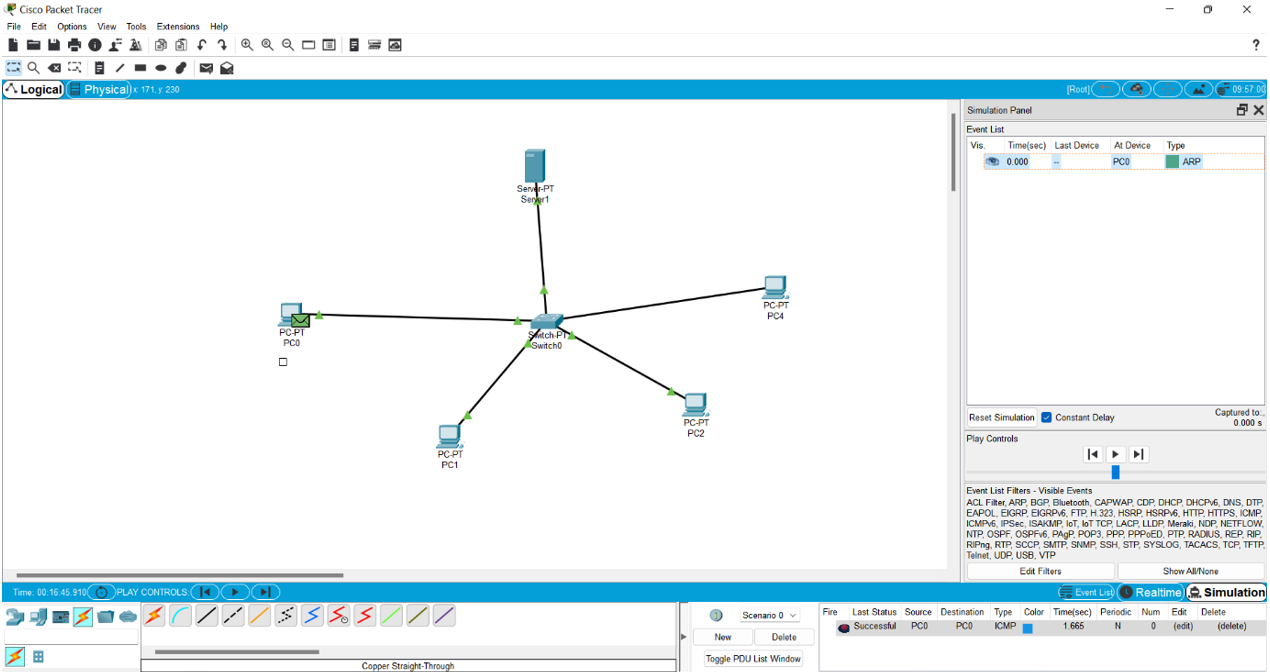 Cisco Packet Tracer
File Edit Options View Tools Extensions Help
?
Logical Physical x: 171, y: 230 [Root] 09:57:00
Simulation Panel
Event List
Vis. Time(sec) Last Device At Device Type
0.000 -- PC0 ARP
Server-PT
Server1
PC-PT
PC4
PC-PT
PC0
Switch-PT
Switch0
PC-PT
PC2
PC-PT
PC1
Reset Simulation Constant Delay Captured to:
0.000 s
Play Controls
Event List Filters - Visible Events
ACL Filter, ARP, BGP, Bluetooth, CAPWAP, CDP, DHCP, DHCPv6, DNS, DTP,
EAPOL, EIGRP, EIGRPv6, FTP, H.323, HSRP, HSRPv6, HTTP, HTTPS, ICMP,
ICMPv6, IPSec, ISAKMP, IoT, IoT TCP, LACP, LLDP, Meraki, NDP, NETFLOW,
NTP, OSPF, OSPFv6, PAgP, POP3, PPP, PPPoED, PTP, RADIUS, REP, RIP,
RIPng, RTP, SCCP, SMTP, SNMP, SSH, STP, SYSLOG, TACACS, TCP, TFTP,
Telnet, UDP, USB, VTP
Edit Filters Show All/None
Time: 00:16:45.910 PLAY CONTROLS: Event List Realtime Simulation
Scenario 0
New Delete
Toggle PDU List Window
Fire Last Status Source Destination Type Color Time(sec) Periodic Num Edit Delete
Successful PC0 PC0 ICMP 1.665 N 0 (edit) (delete)
Copper Straight-Through